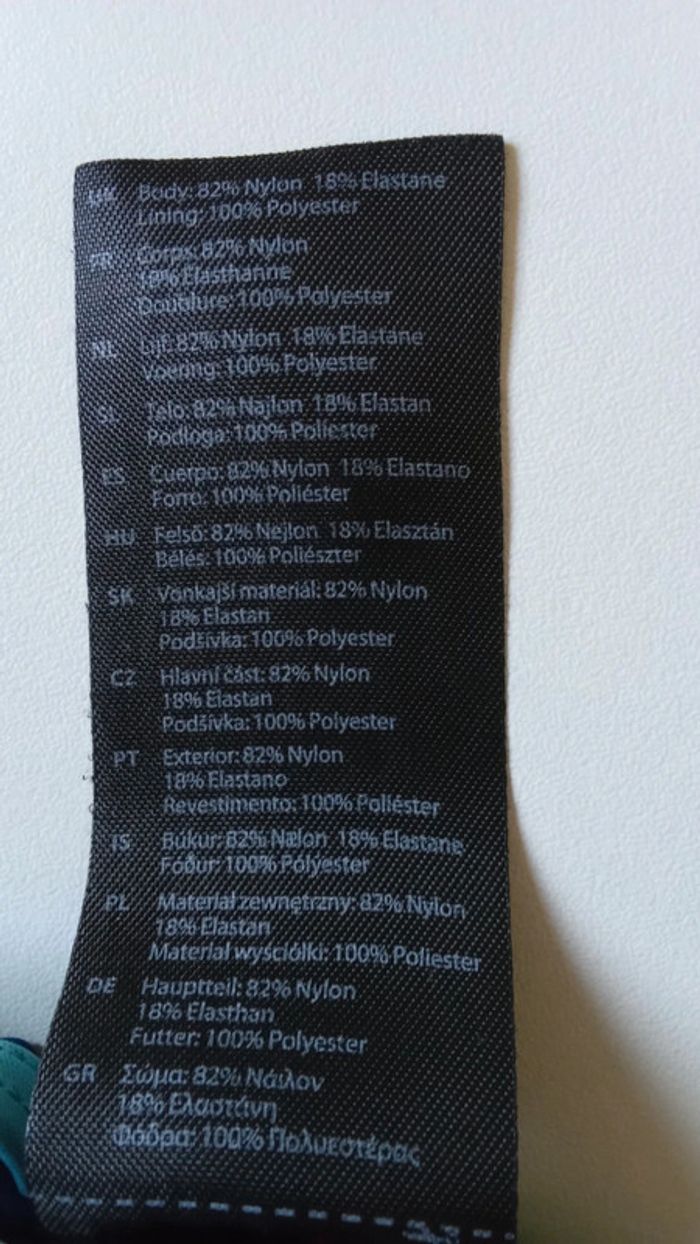 UK Body: 82% Nylon 18% Elastane
Lining: 100% Polyester
FR Corps: 82% Nylon
18% Elasthanne
Doublure: 100% Polyester
NL Lijf: 82% Nylon 18% Elastane
Voering: 100% Polyester
SL Telo: 82% Najlon 18% Elastan
Podloga: 100% Poliester
ES Cuerpo: 82% Nylon 18% Elastano
Forro: 100% Poliéster
HU Felső: 82% Nejlon 18% Elasztán
Bélés: 100% Poliészter
SK Vonkajší materiál: 82% Nylon
18% Elastan
Podšívka: 100% Polyester
CZ Hlavní část: 82% Nylon
18% Elastan
Podšívka: 100% Polyester
PT Exterior: 82% Nylon
18% Elastano
Revestimento: 100% Poliéster
IS Búkur: 82% Nælon 18% Elastane
Fóður: 100% Pólýester
PL Materiał zewnętrzny: 82% Nylon
18% Elastan
Materiał wyściółki: 100% Poliester
DE Hauptteil: 82% Nylon
18% Elasthan
Futter: 100% Polyester
GR Σώμα: 82% Νάιλον
18% Ελαστάνη
Φόδρα: 100% Πολυεστέρας